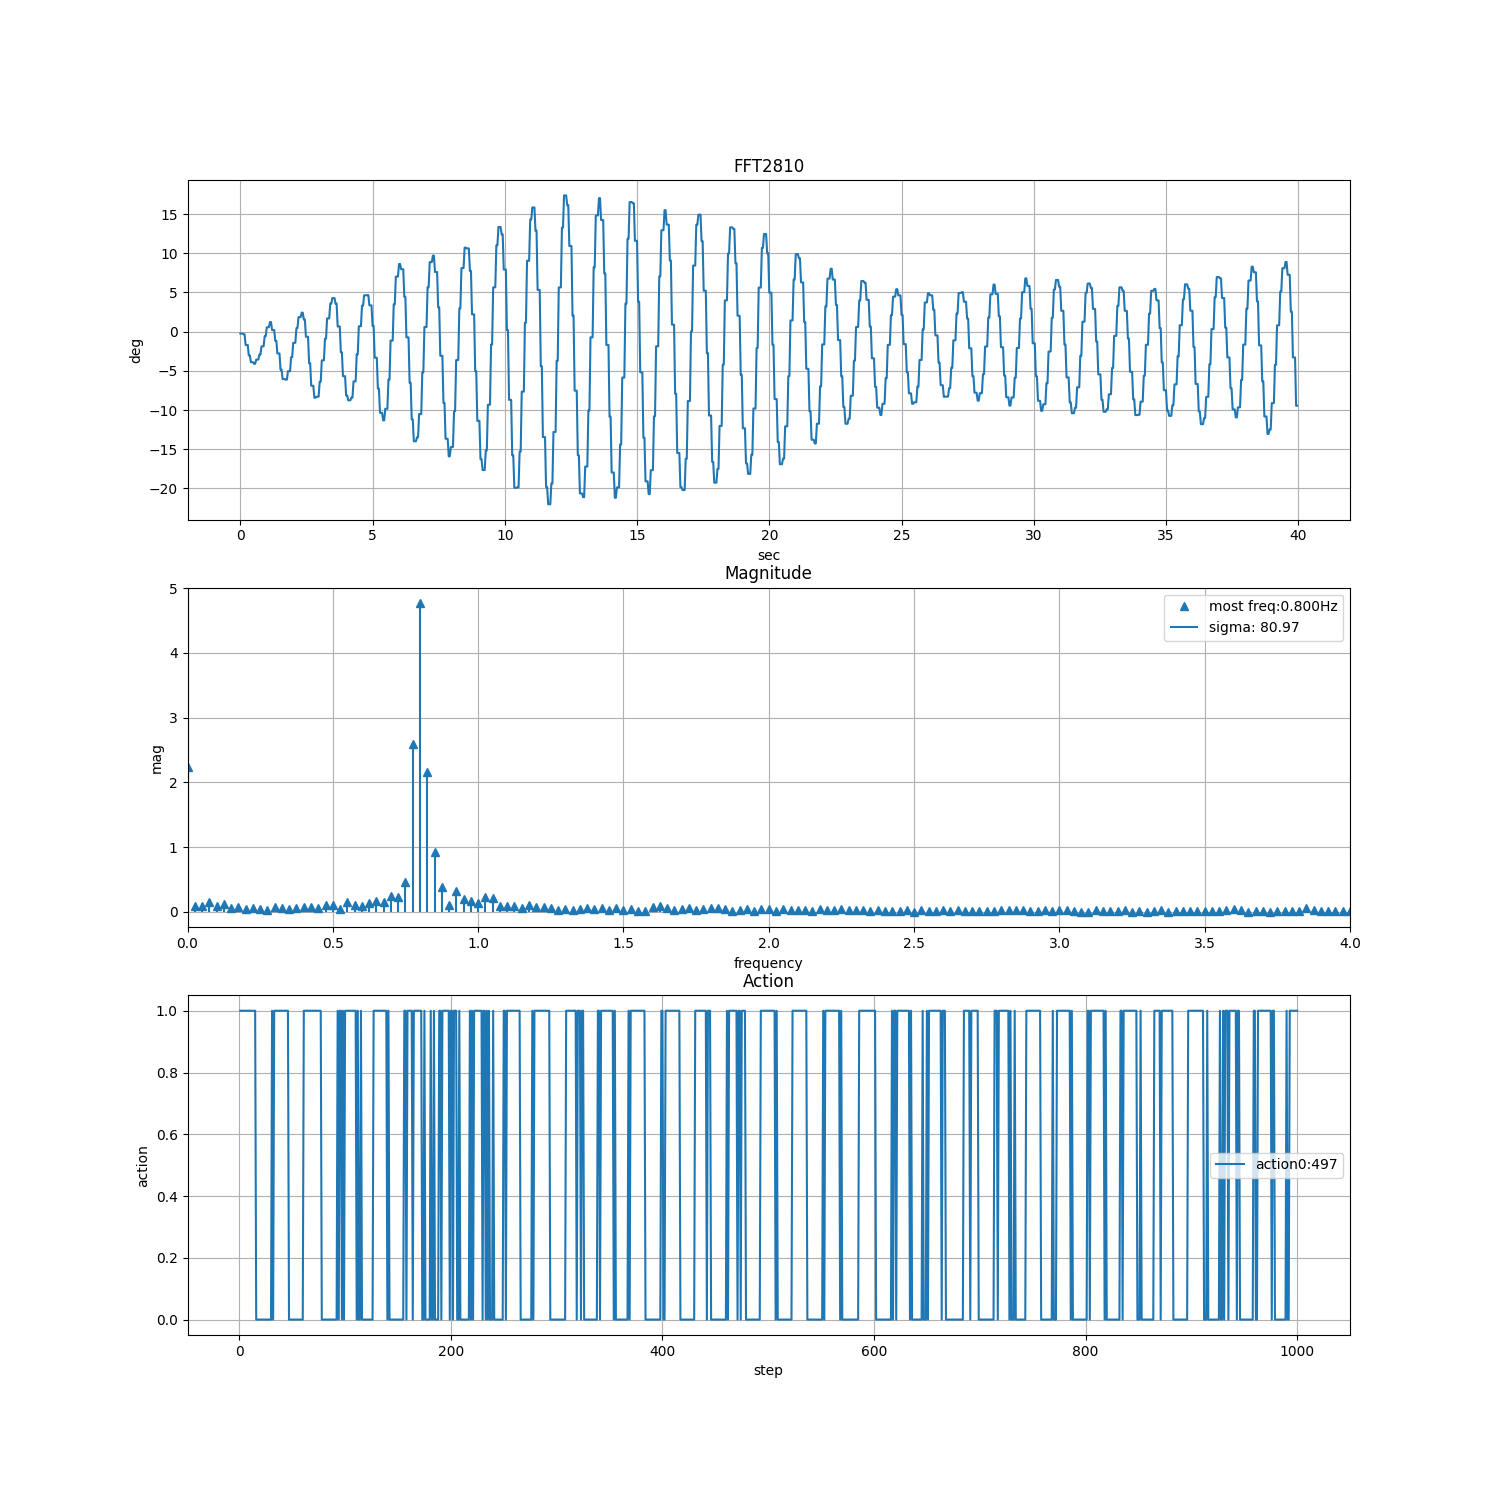 FFT2810
15
10
5
0
−5
−10
−15
−20
deg
0 5 10 15 20 25 30 35 40
sec
Magnitude
5
4
3
2
1
0
mag
most freq:0.800Hz
sigma: 80.97
0.0 0.5 1.0 1.5 2.0 2.5 3.0 3.5 4.0
frequency
Action
1.0
0.8
0.6
0.4
0.2
0.0
action
action0:497
0 200 400 600 800 1000
step